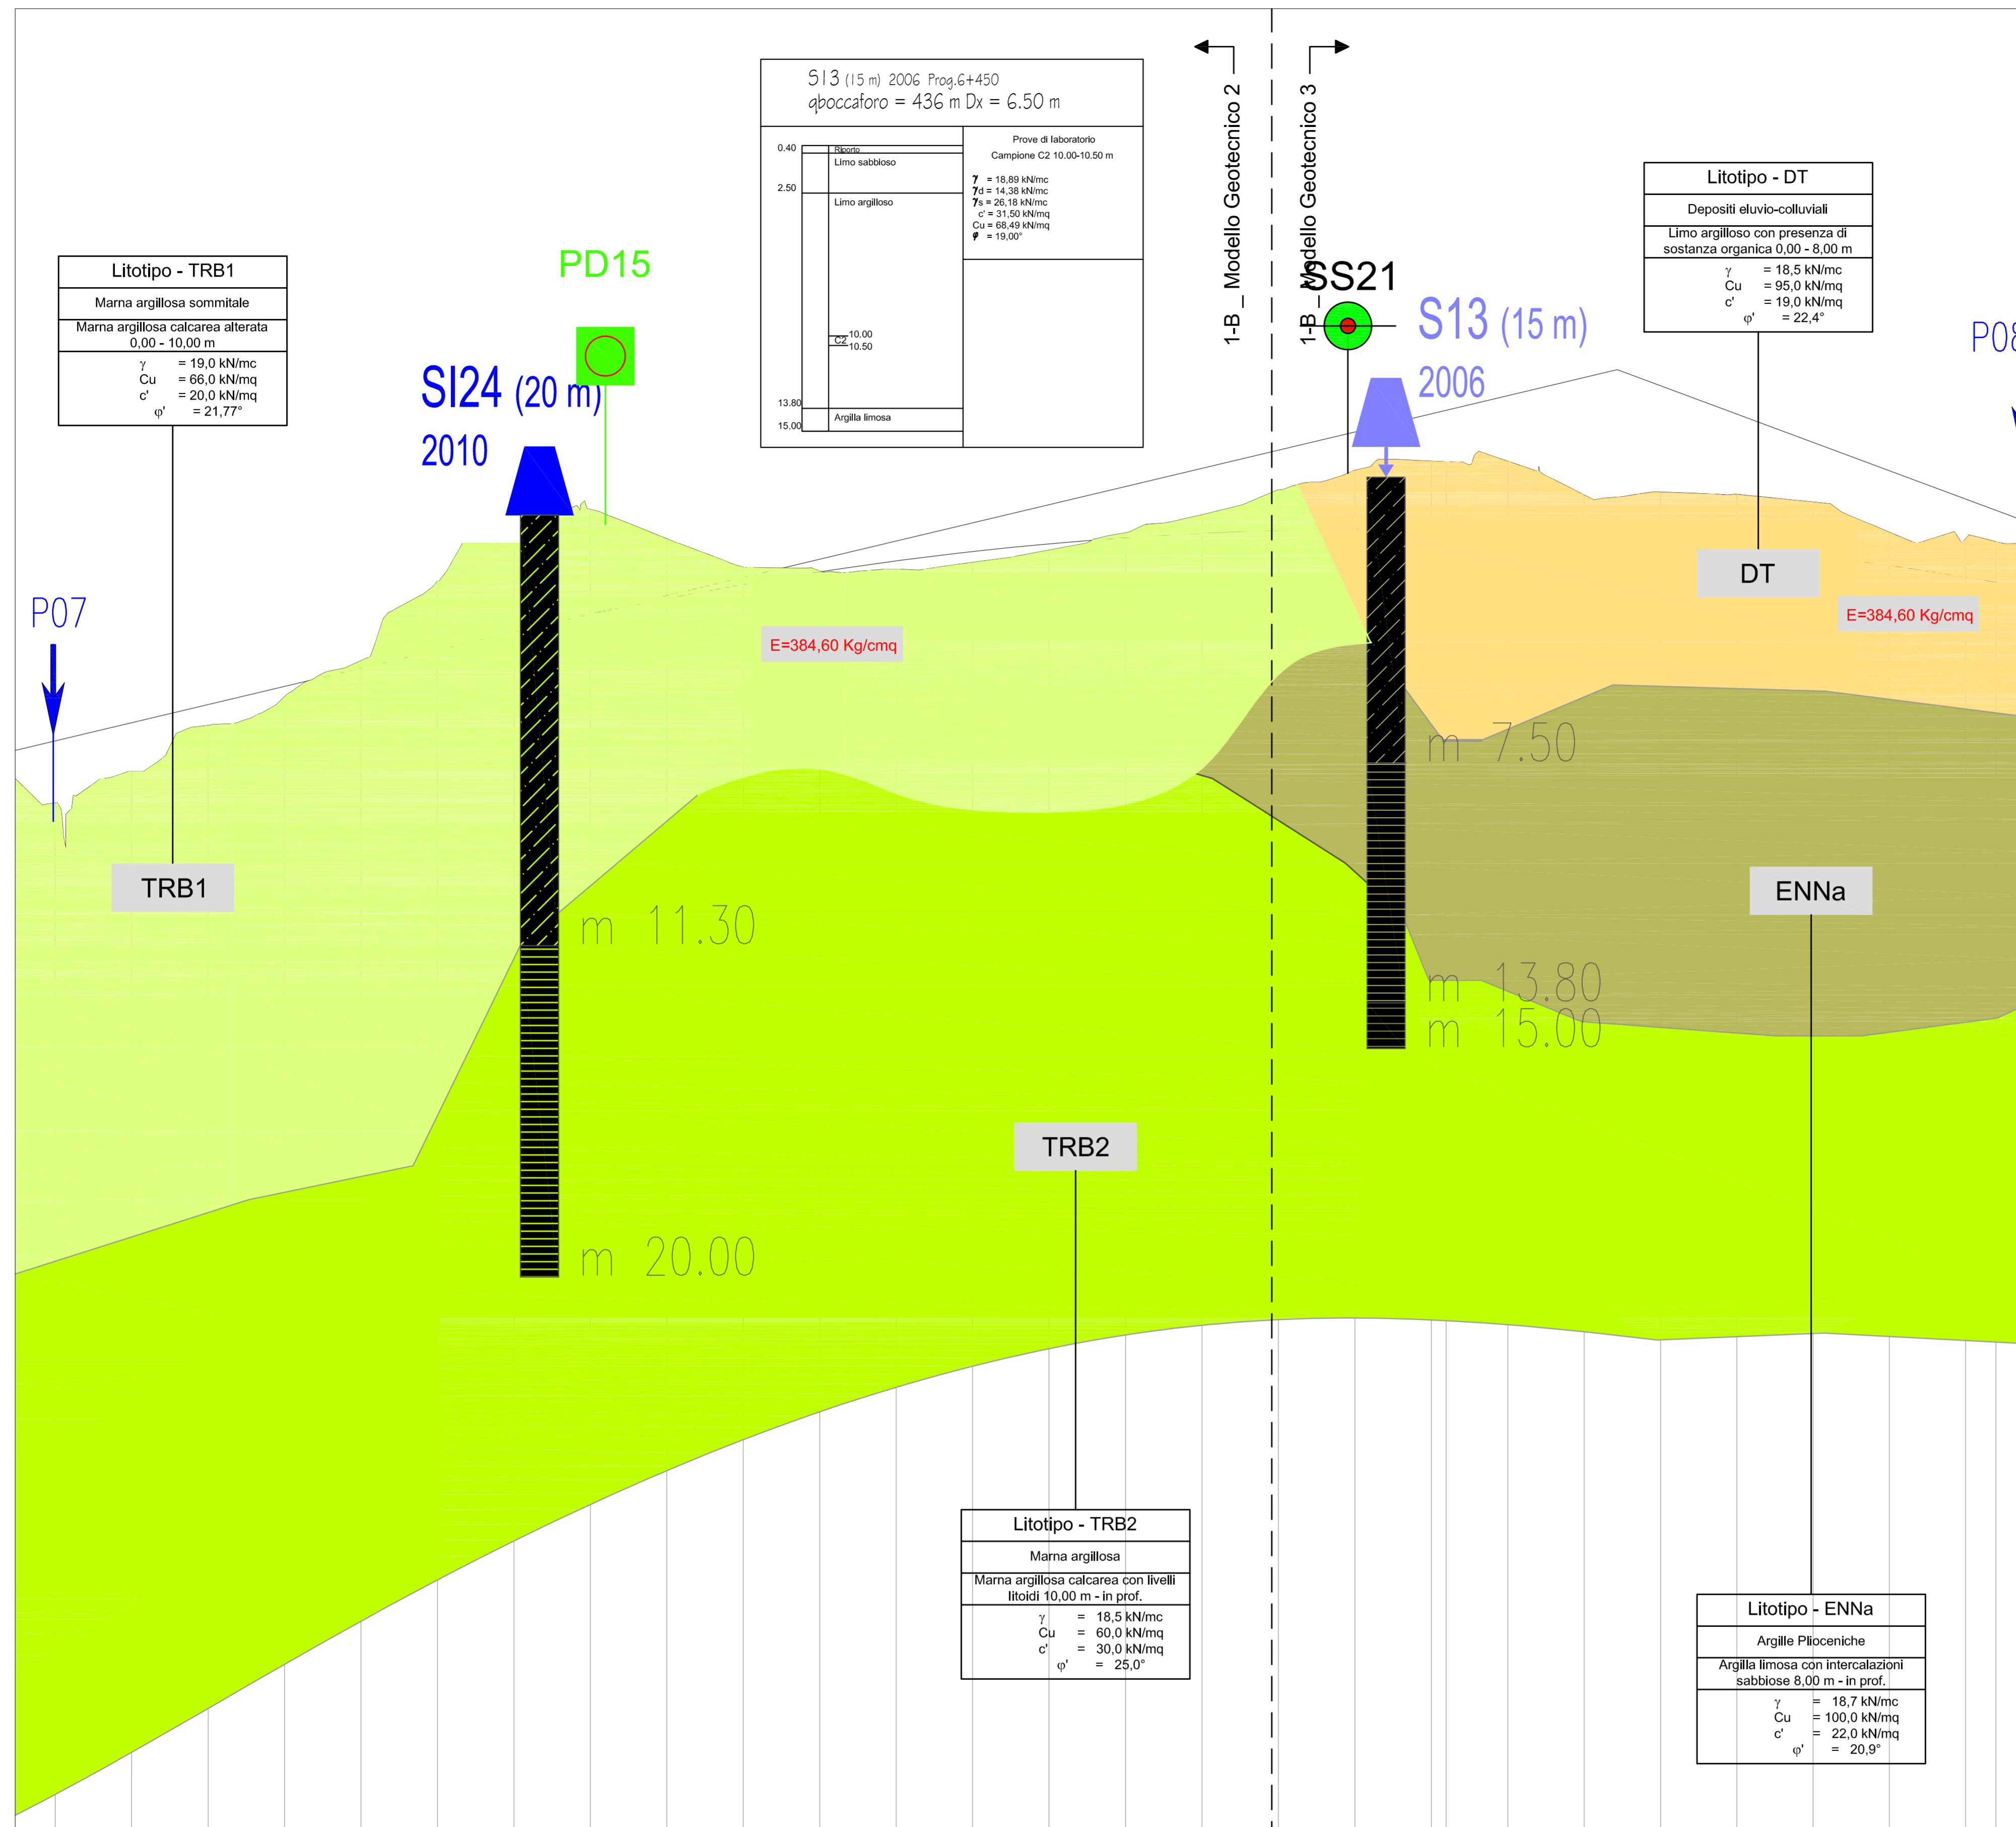 S13 (15 m) 2006 Prog.6+450
qboccaforo = 436 m Dx = 6.50 m
0.40
Riporto
Limo sabbioso
2.50
Limo argilloso
10.00
C2
10.50
13.80
Argilla limosa
15.00
Prove di laboratorio
Campione C2 10.00-10.50 m
γ = 18,89 kN/mc
γd = 14,38 kN/mc
γs = 26,18 kN/mc
c' = 31,50 kN/mq
Cu = 68,49 kN/mq
φ = 19,00°
1-B _ Modello Geotecnico 2
1-B _ Modello Geotecnico 3
Litotipo - DT
Depositi eluvio-colluviali
Limo argilloso con presenza di
sostanza organica 0,00 - 8,00 m
γ = 18,5 kN/mc
Cu = 95,0 kN/mq
c' = 19,0 kN/mq
φ' = 22,4°
Litotipo - TRB1
Marna argillosa sommitale
Marna argillosa calcarea alterata
0,00 - 10,00 m
γ = 19,0 kN/mc
Cu = 66,0 kN/mq
c' = 20,0 kN/mq
φ' = 21,77°
PD15
SS21
S13 (15 m)
2006
P08
SI24 (20 m)
2010
P07
DT
E=384,60 Kg/cmq
E=384,60 Kg/cmq
m 7.50
TRB1
ENNa
m 11.30
m 13.80
m 15.00
TRB2
m 20.00
Litotipo - TRB2
Marna argillosa
Marna argillosa calcarea con livelli
litoidi 10,00 m - in prof.
γ = 18,5 kN/mc
Cu = 60,0 kN/mq
c' = 30,0 kN/mq
φ' = 25,0°
Litotipo - ENNa
Argille Plioceniche
Argilla limosa con intercalazioni
sabbiose 8,00 m - in prof.
γ = 18,7 kN/mc
Cu = 100,0 kN/mq
c' = 22,0 kN/mq
φ' = 20,9°